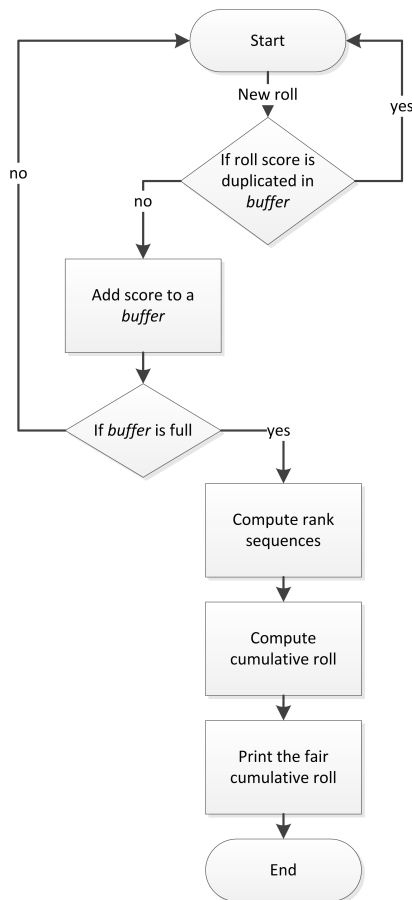 Start
New roll
yes
If roll score is
duplicated in
buffer
no
no
Add score to a
buffer
If buffer is full
yes
Compute rank
sequences
Compute
cumulative roll
Print the fair
cumulative roll
End